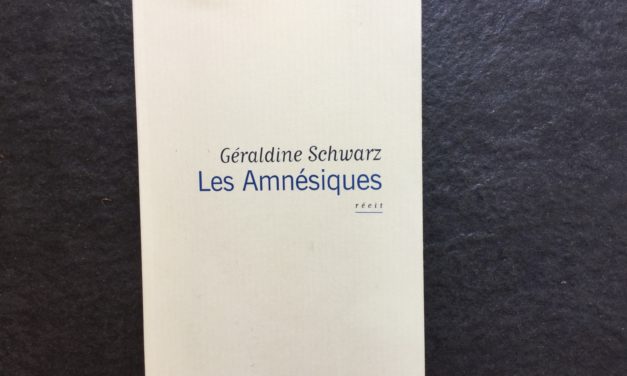 Géraldine Schwarz
Les Amnésiques
récit